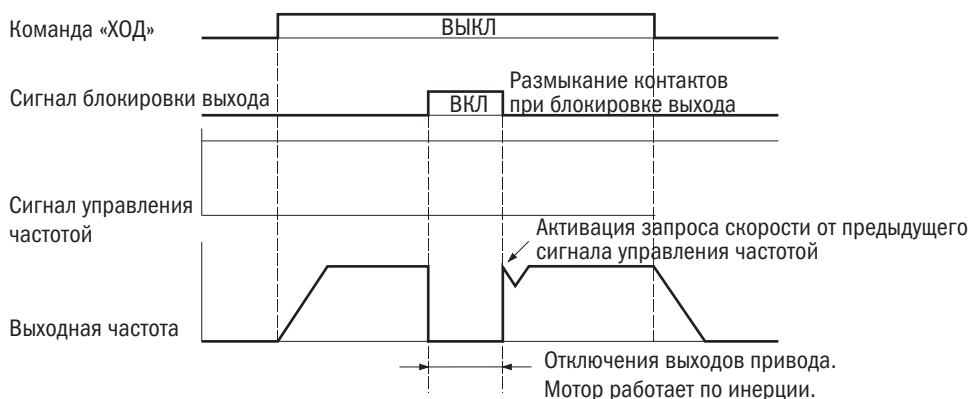 Команда «ХОД»
ВЫКЛ
Сигнал блокировки выхода
ВКЛ
Размыкание контактов
при блокировке выхода
Сигнал управления
частотой
Активация запроса скорости от предыдущего
сигнала управления частотой
Выходная частота
Отключения выходов привода.
Мотор работает по инерции.